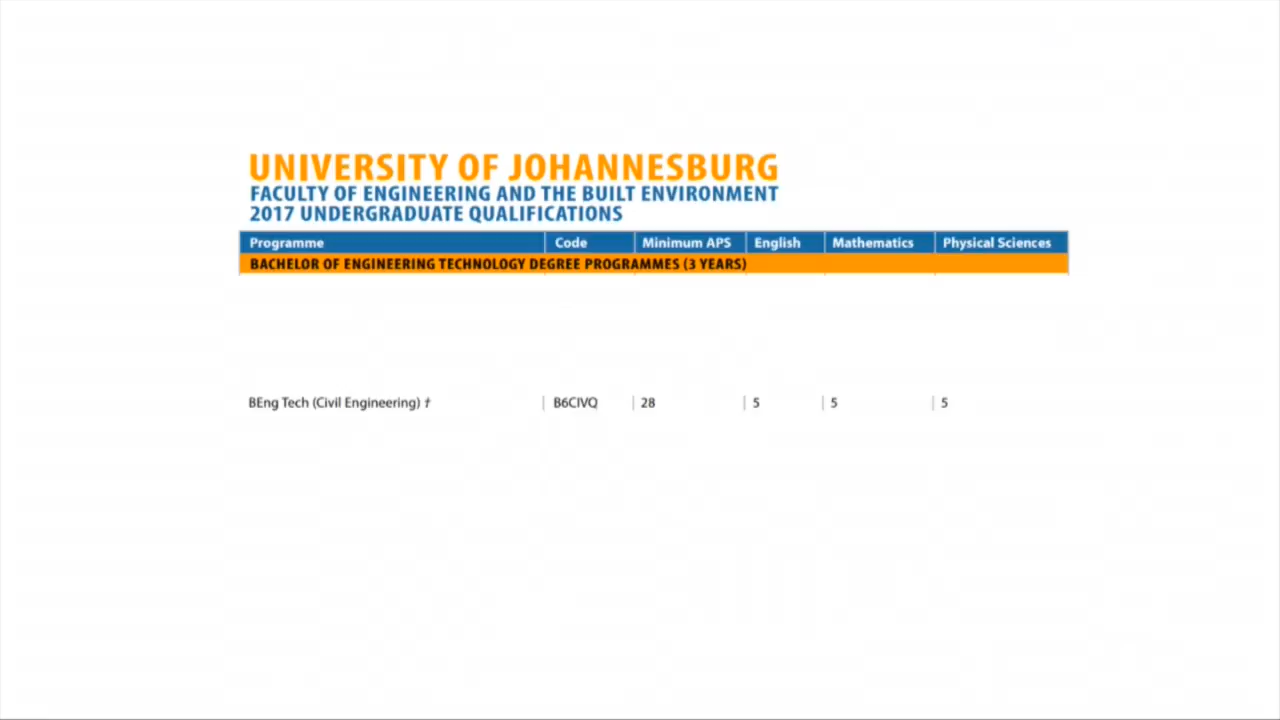 UNIVERSITY OF JOHANNESBURG
FACULTY OF ENGINEERING AND THE BUILT ENVIRONMENT
2017 UNDERGRADUATE QUALIFICATIONS
Programme Code Minimum APS English Mathematics Physical Sciences
BACHELOR OF ENGINEERING TECHNOLOGY DEGREE PROGRAMMES (3 YEARS)
BEng Tech (Civil Engineering) † B6CIVQ 28 5 5 5